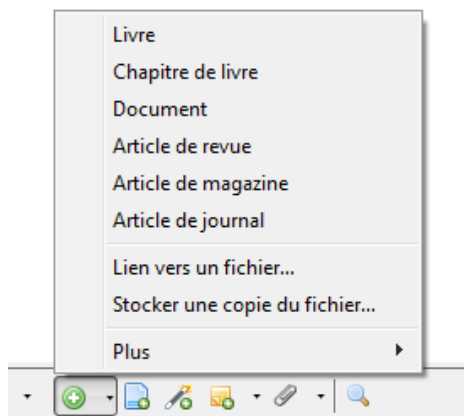 Livre
Chapitre de livre
Document
Article de revue
Article de magazine
Article de journal
Lien vers un fichier...
Stocker une copie du fichier...
Plus